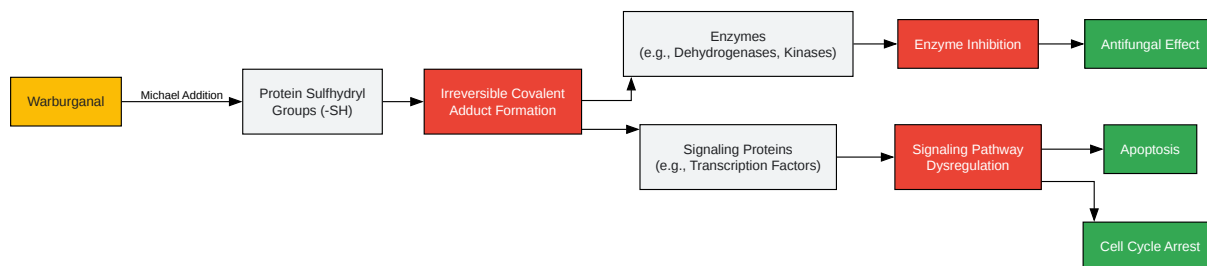 Warburganal
Michael Addition
Protein Sulfhydryl
Groups (-SH)
Irreversible Covalent
Adduct Formation
Enzymes
(e.g., Dehydrogenases, Kinases)
Enzyme Inhibition
Antifungal Effect
Signaling Proteins
(e.g., Transcription Factors)
Signaling Pathway
Dysregulation
Apoptosis
Cell Cycle Arrest